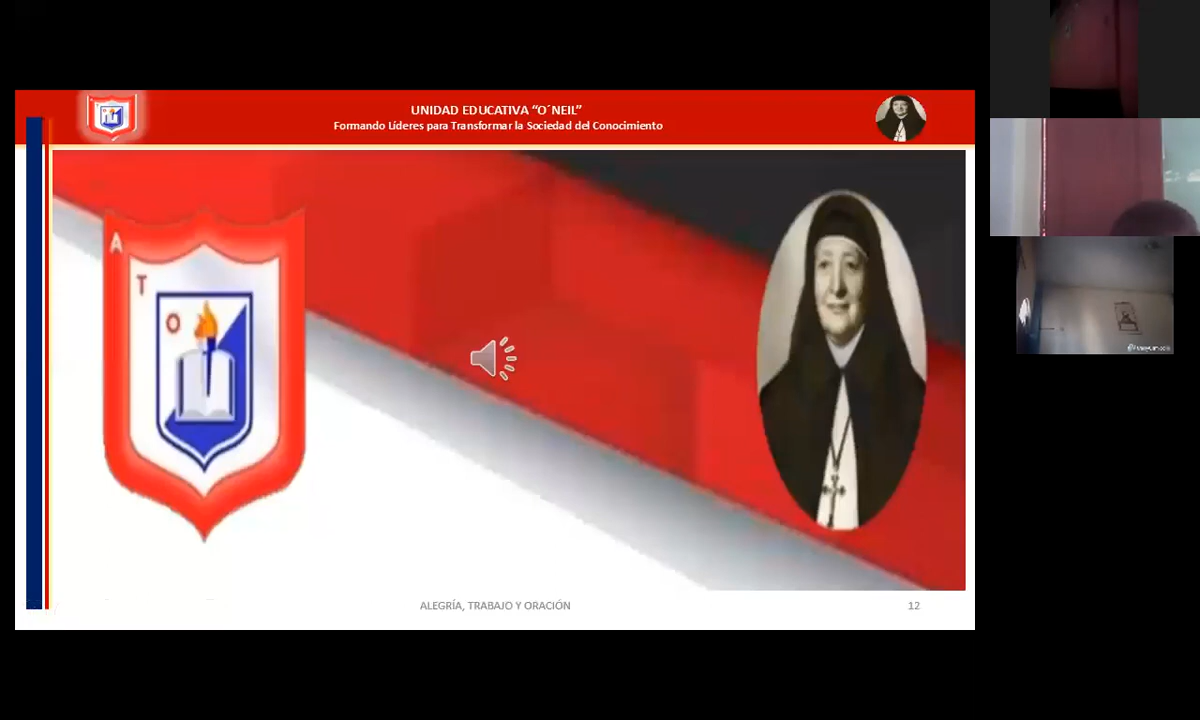 UNIDAD EDUCATIVA “O´NEIL”
Formando Líderes para Transformar la Sociedad del Conocimiento
A
T
O
ALEGRÍA, TRABAJO Y ORACIÓN
12